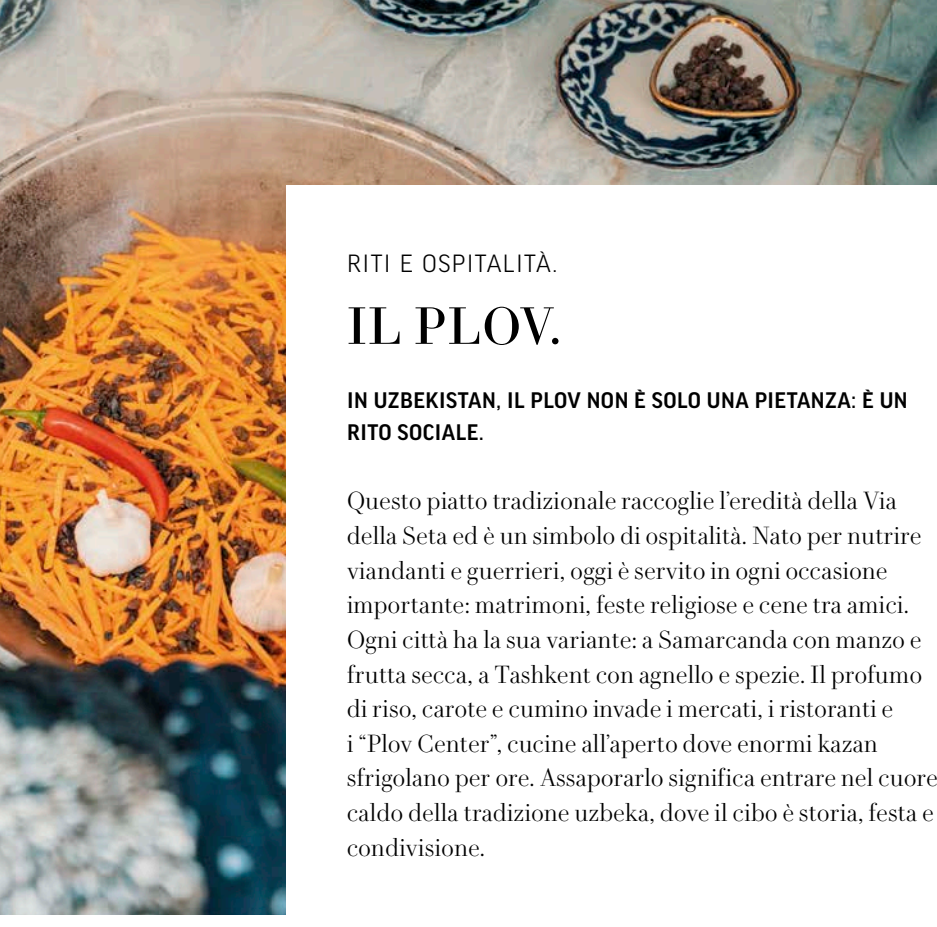 RITI E OSPITALITÀ.
IL PLOV.
IN UZBEKISTAN, IL PLOV NON È SOLO UNA PIETANZA: È UN
RITO SOCIALE.
Questo piatto tradizionale raccoglie l'eredità della Via
della Seta ed è un simbolo di ospitalità. Nato per nutrire
viandanti e guerrieri, oggi è servito in ogni occasione
importante: matrimoni, feste religiose e cene tra amici.
Ogni città ha la sua variante: a Samarcanda con manzo e
frutta secca, a Tashkent con agnello e spezie. Il profumo
di riso, carote e cumino invade i mercati, i ristoranti e
i “Plov Center”, cucine all'aperto dove enormi kazan
sfrigolano per ore. Assaporarlo significa entrare nel cuore
caldo della tradizione uzbeka, dove il cibo è storia, festa e
condivisione.